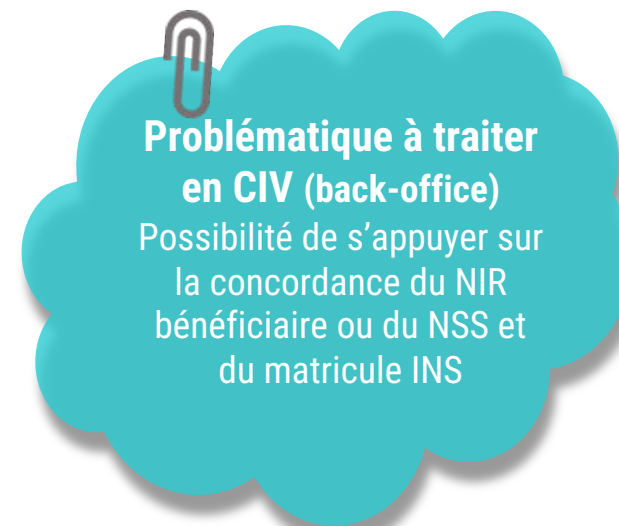 Problématique à traiter
en CIV (back-office)
Possibilité de s’appuyer sur
la concordance du NIR
bénéficiaire ou du NSS et
du matricule INS